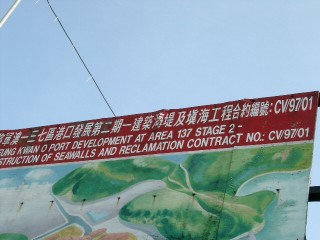 一三七區港口發展第二期一建築海堤及填海工程合約編號：CV/97/01
KWAN O PORT DEVELOPMENT AT AREA 137 STAGE 2 -
STRUCTION OF SEAWALLS AND RECLAMATION CONTRACT NO.: CV/97/01